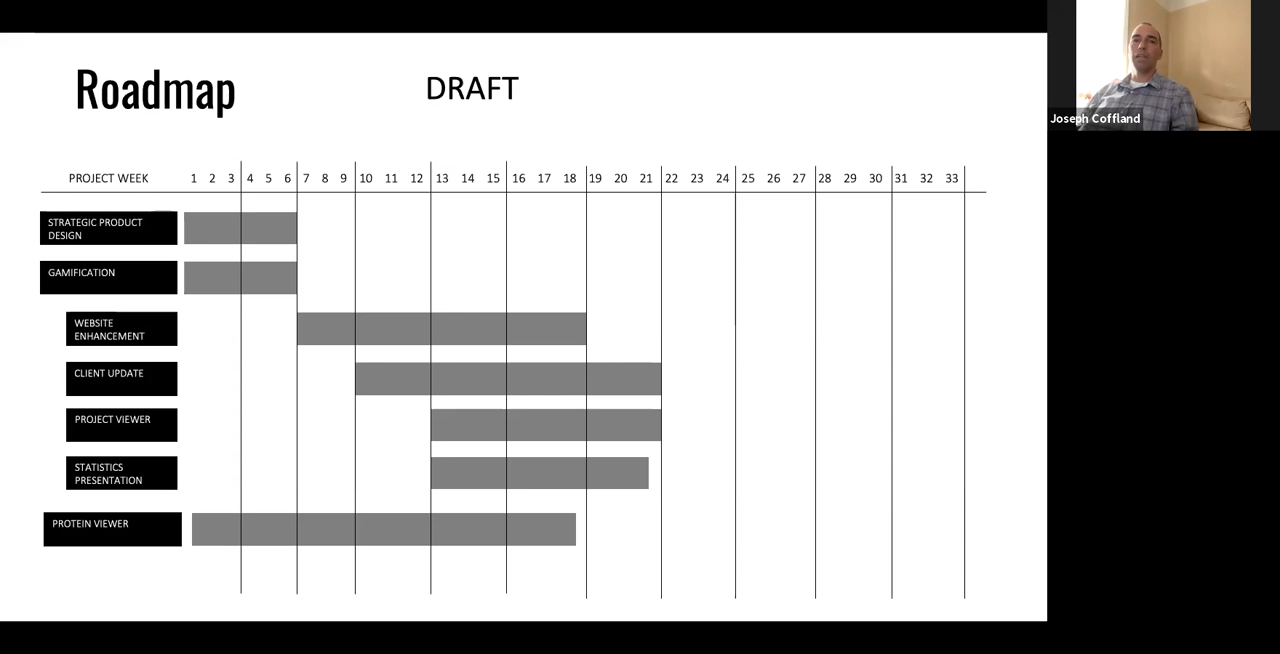 Roadmap
DRAFT
Joseph Coffland
PROJECT WEEK 1 2 3 4 5 6 7 8 9 10 11 12 13 14 15 16 17 18 19 20 21 22 23 24 25 26 27 28 29 30 31 32 33
STRATEGIC PRODUCT
DESIGN
GAMIFICATION
WEBSITE
ENHANCEMENT
CLIENT UPDATE
PROJECT VIEWER
STATISTICS
PRESENTATION
PROTEIN VIEWER